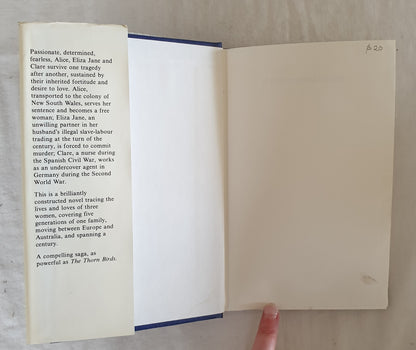 Passionate, determined,
fearless, Alice, Eliza Jane and
Clare survive one tragedy
after another, sustained by
their inherited fortitude and
desire to love. Alice,
transported to the colony of
New South Wales, serves her
sentence and becomes a free
woman; Eliza Jane, an
unwilling partner in her
husband's illegal slave-labour
trading at the turn of the
century, is forced to commit
murder; Clare, a nurse during
the Spanish Civil War, works
as an undercover agent in
Germany during the Second
World War.
This is a brilliantly
constructed novel tracing the
lives and loves of three
women, covering five
generations of one family,
moving between Europe and
Australia, and spanning a
century.
A compelling saga, as
powerful as The Thorn Birds.
$20